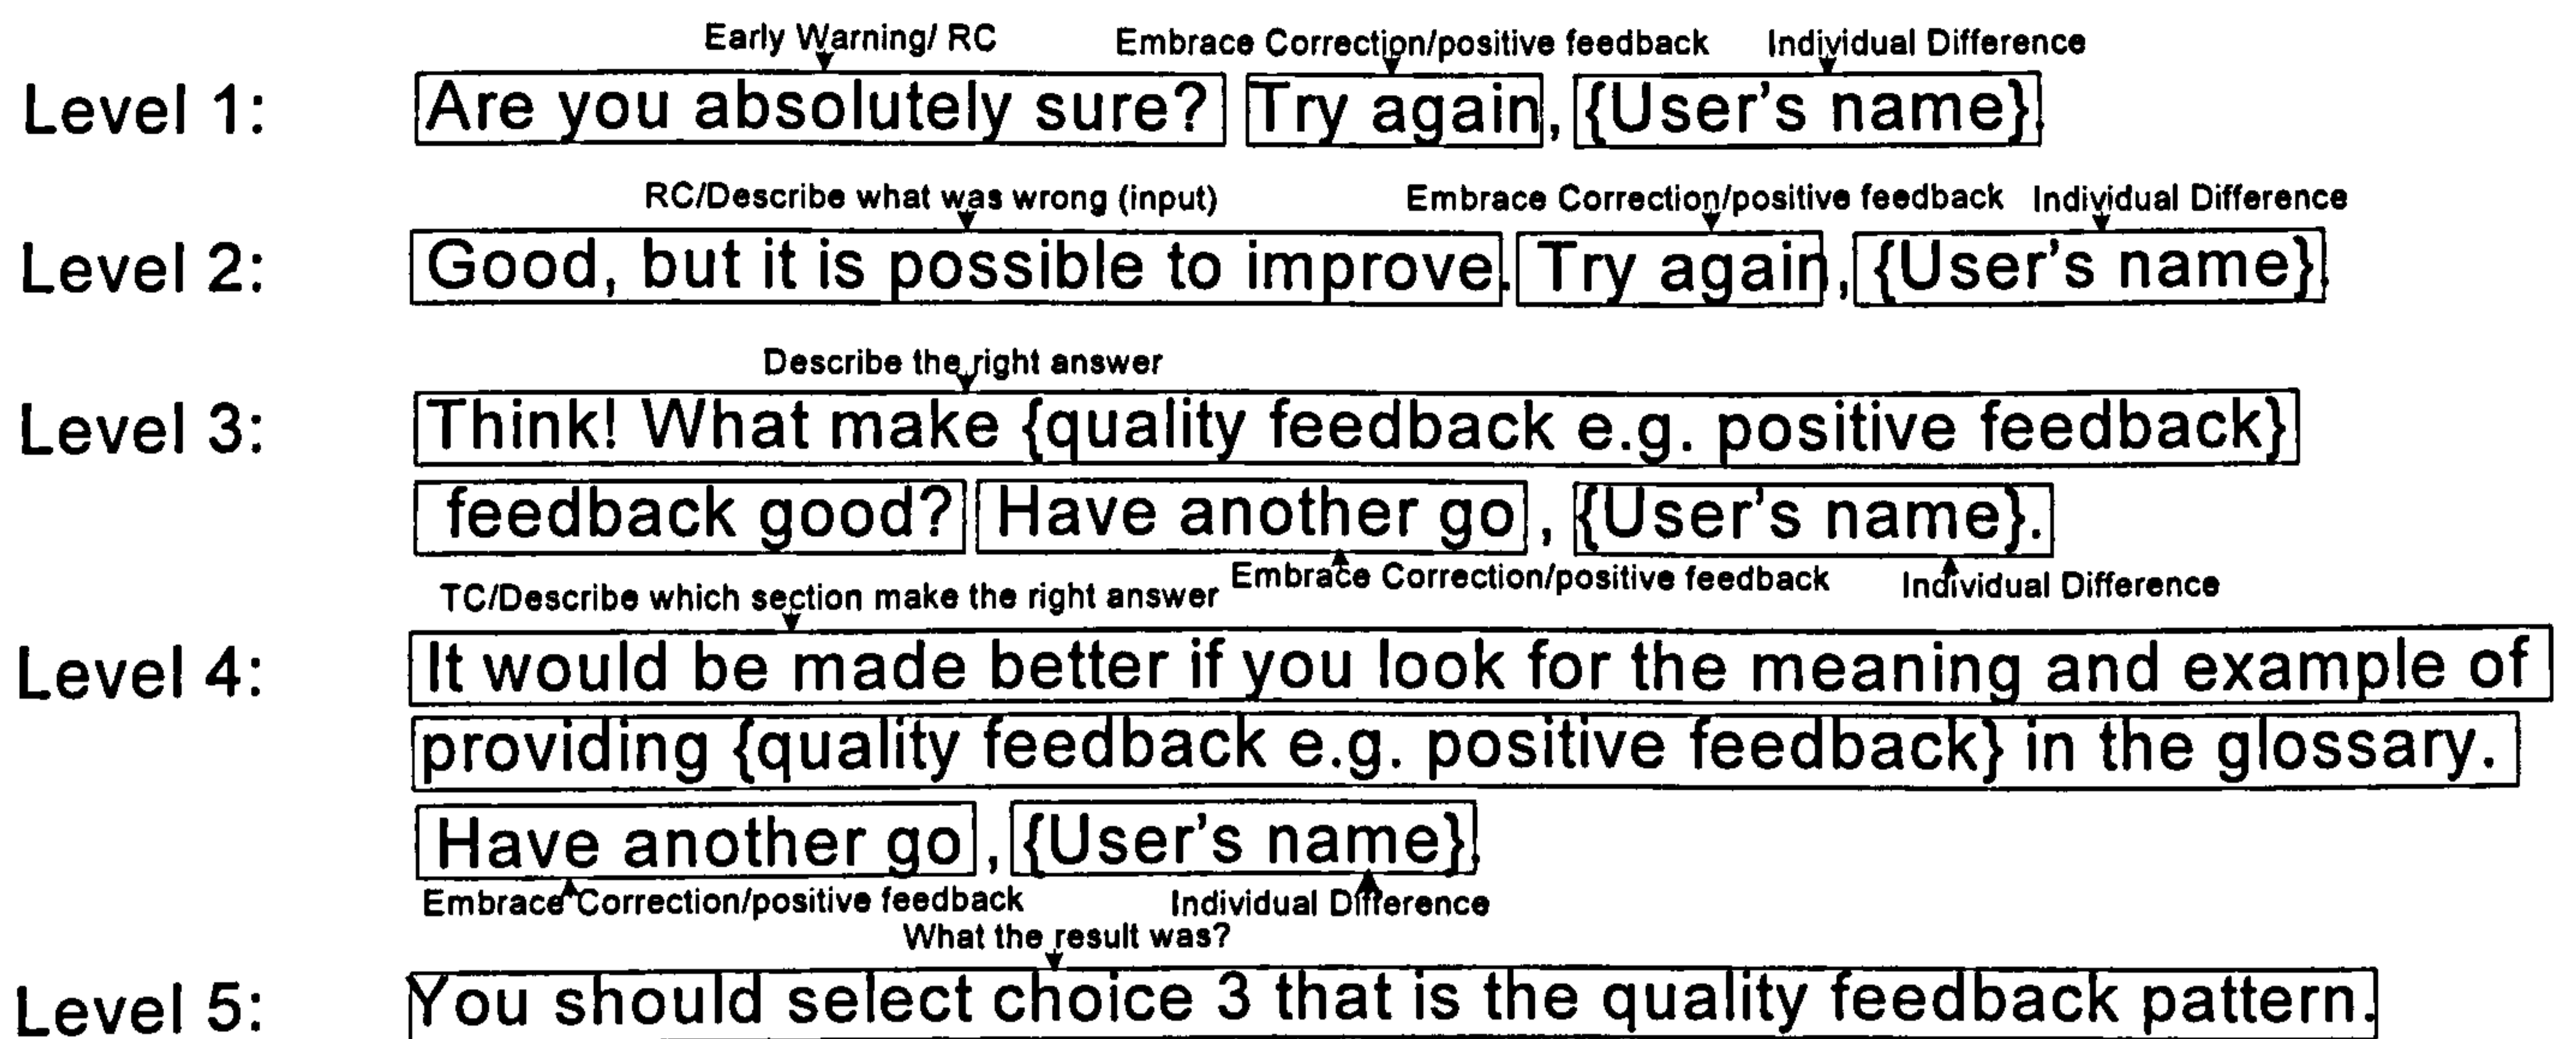 Early Warning/ RC Embrace Correction/positive feedback Individual Difference
Level 1: Are you absolutely sure? Try again, {User's name}.
RC/Describe what was wrong (input) Embrace Correction/positive feedback Individual Difference
Level 2: Good, but it is possible to improve. Try again, {User's name}.
Describe the right answer
Level 3: Think! What make {quality feedback e.g. positive feedback}
feedback good? Have another go, {User's name}.
TC/Describe which section make the right answer Embrace Correction/positive feedback Individual Difference
Level 4: It would be made better if you look for the meaning and example of
providing {quality feedback e.g. positive feedback} in the glossary.
Have another go, {User's name}.
Embrace Correction/positive feedback Individual Difference
What the result was?
Level 5: You should select choice 3 that is the quality feedback pattern.